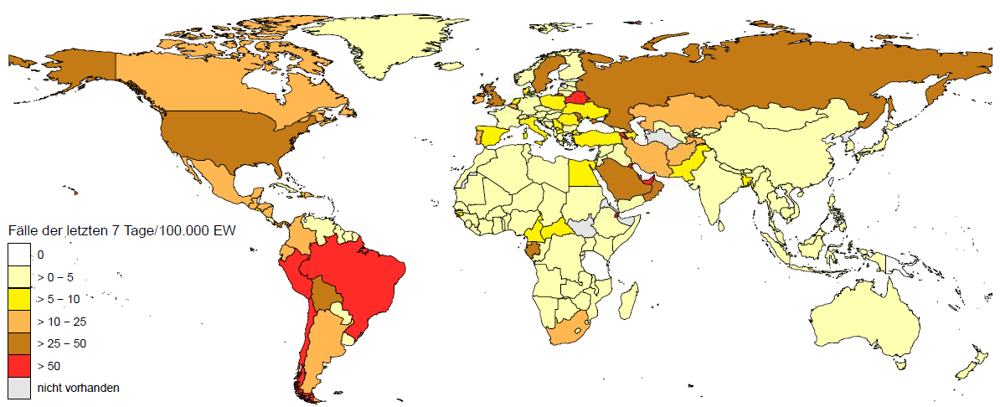 Fälle der letzten 7 Tage/100.000 EW
0
> 0 – 5
> 5 – 10
> 10 – 25
> 25 – 50
> 50
nicht vorhanden